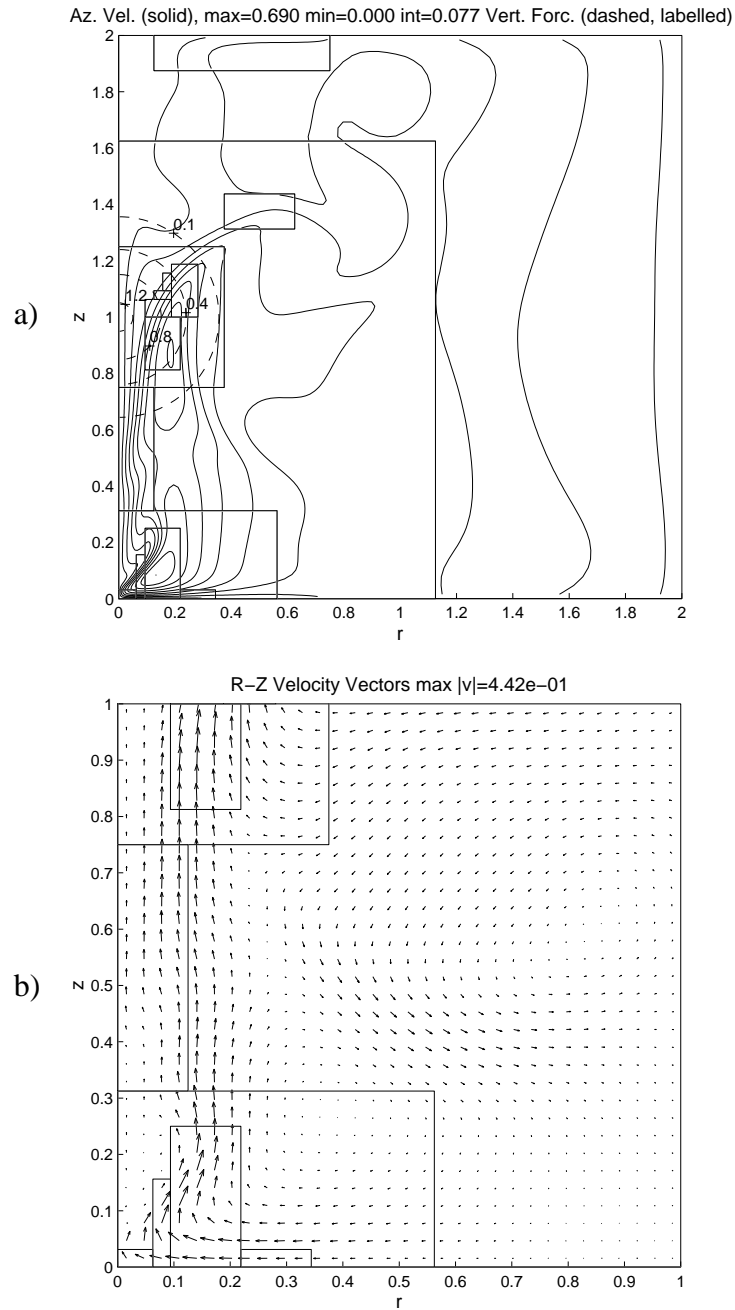 Az. Vel. (solid), max=0.690 min=0.000 int=0.077 Vert. Forc. (dashed, labelled)
2
1.8
1.6
1.4
1.2
1
0.8
0.6
0.4
0.2
0
z
a)
0.1
1.2
0.4
0.8
0 0.2 0.4 0.6 0.8 1 1.2 1.4 1.6 1.8 2
r
R−Z Velocity Vectors max |v|=4.42e−01
1
0.9
0.8
0.7
0.6
0.5
0.4
0.3
0.2
0.1
0
z
b)
0 0.1 0.2 0.3 0.4 0.5 0.6 0.7 0.8 0.9 1
r